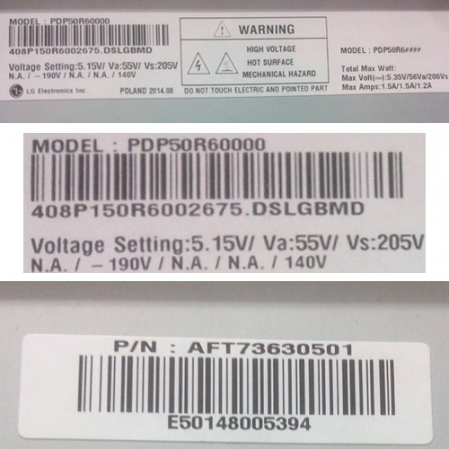 MODEL : PDP50R60000
408P150R6002675.DSLGBMD
Voltage Setting:5.15V/ Va:55V/ Vs:205V
N.A. / – 190V / N.A. / N.A. / 140V
LG Electronics Inc.
POLAND 2014.08
WARNING
HIGH VOLTAGE
HOT SURFACE
MECHANICAL HAZARD
DO NOT TOUCH ELECTRIC AND POINTED PART
MODEL : PDP50R6####
Total Max Watt:
Max Volt(⎓):5.35V/56Va/206Vs
Max Amps:1.5A/1.5A/1.2A
MODEL : PDP50R60000
408P150R6002675.DSLGBMD
Voltage Setting:5.15V/ Va:55V/ Vs:205V
N.A. / – 190V / N.A. / N.A. / 140V
P/N : AFT73630501
E50148005394